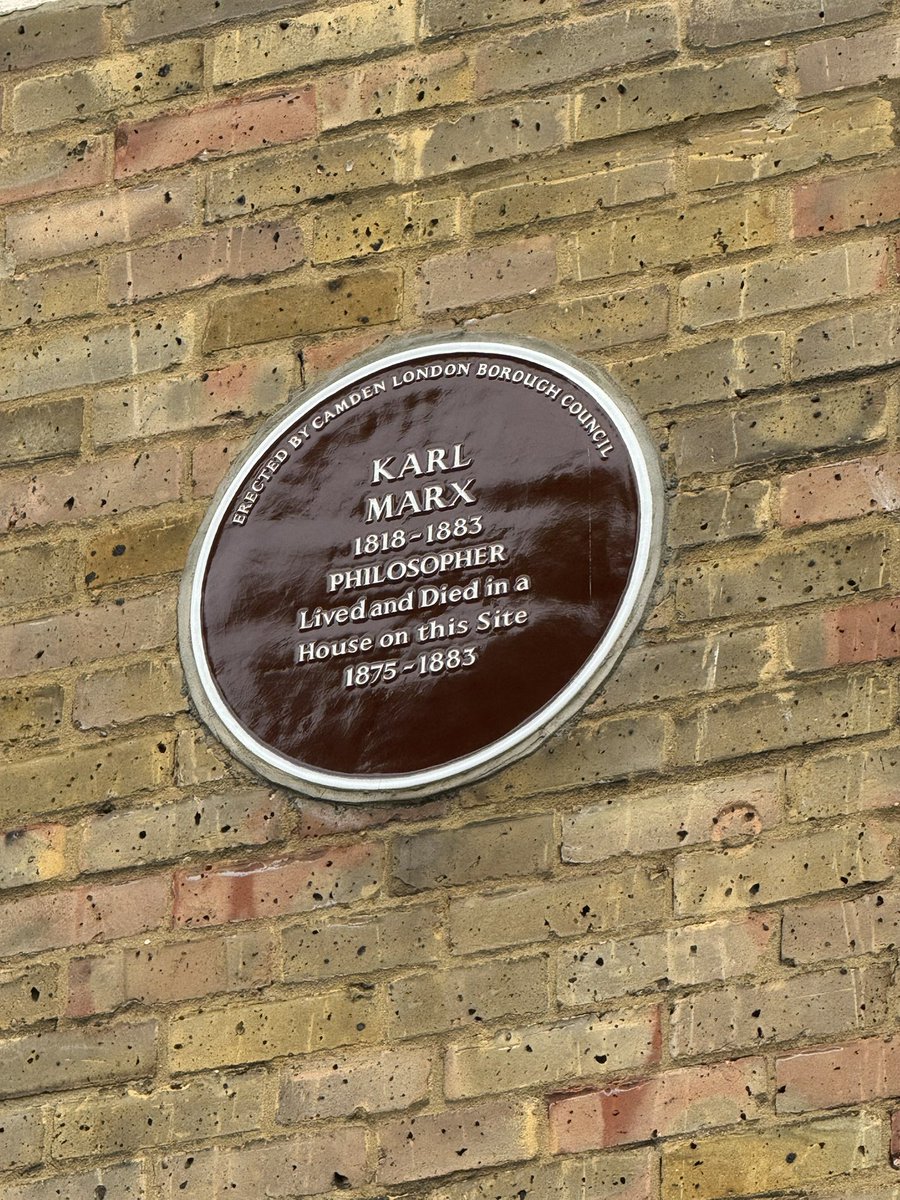 ERECTED BY CAMDEN LONDON BOROUGH COUNCIL
KARL
MARX
1818-1883
PHILOSOPHER
Lived and Died in a
House on this Site
1875-1883